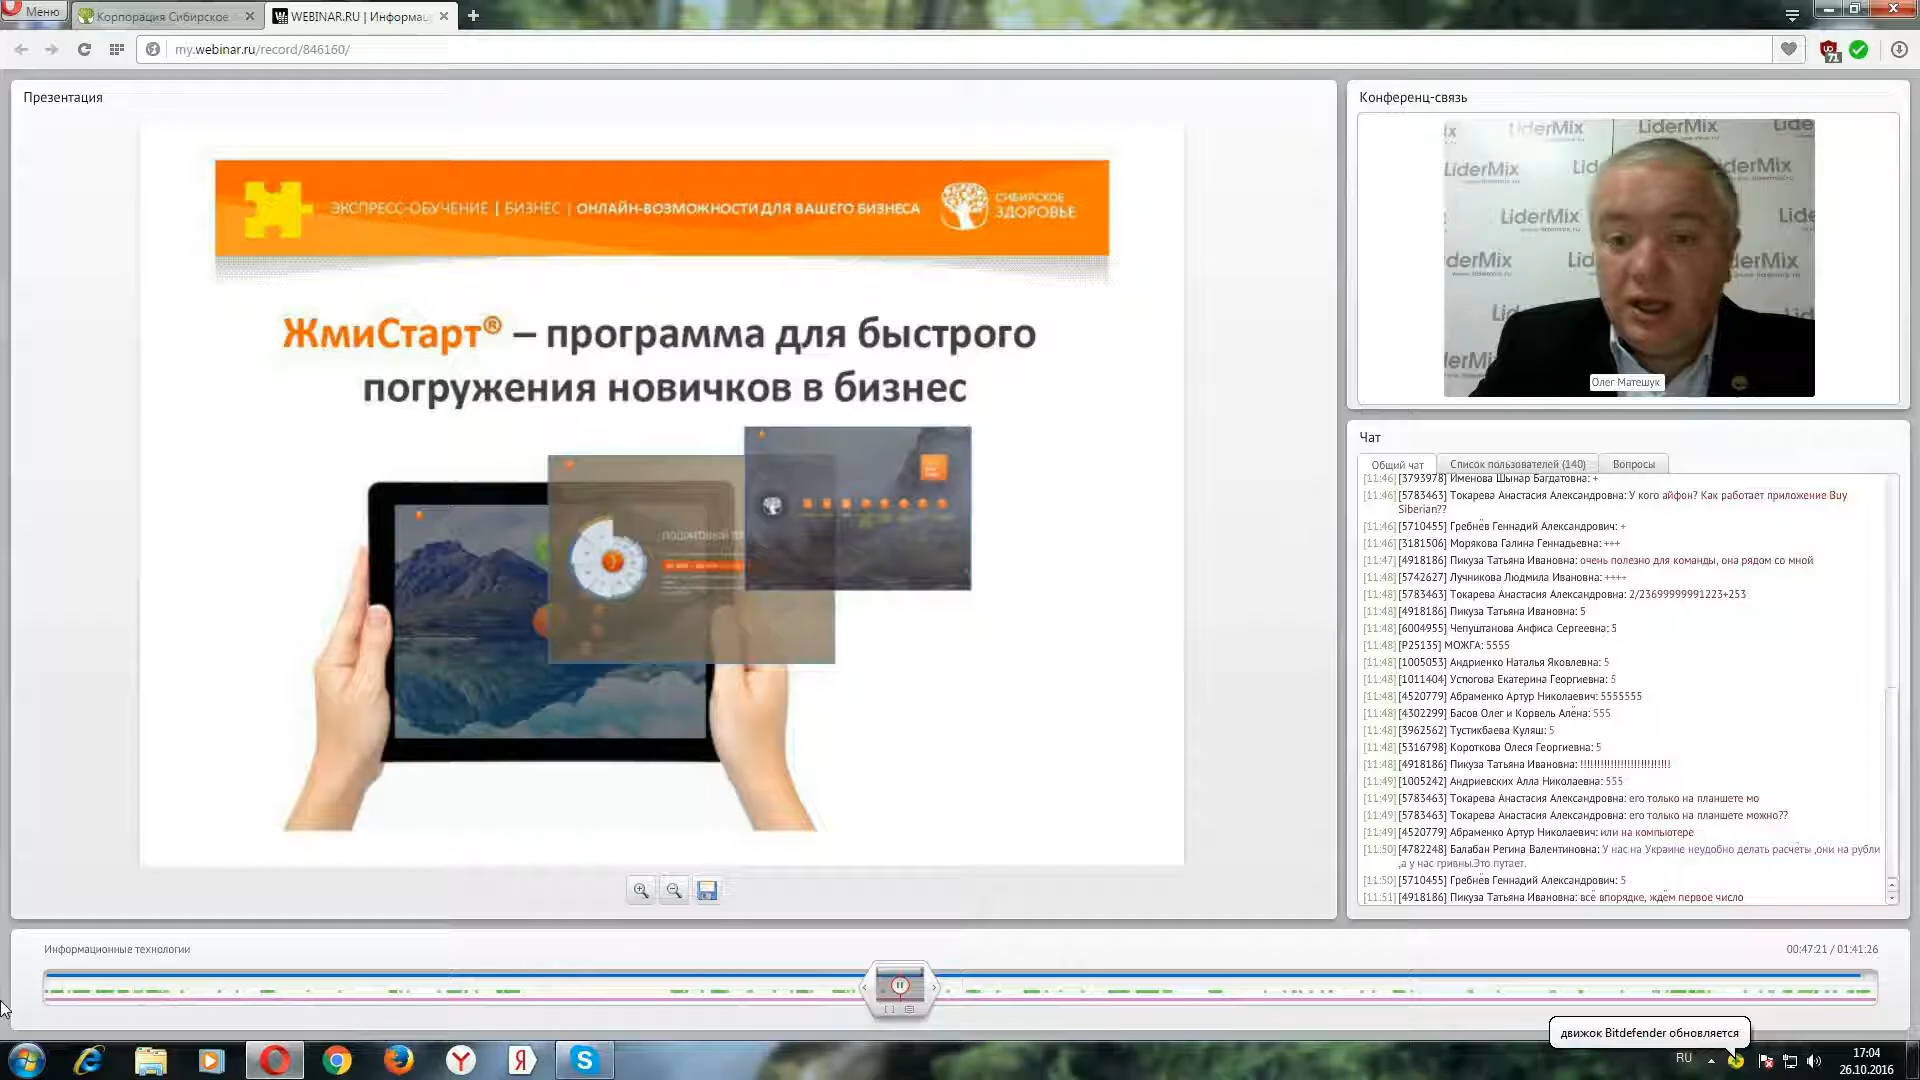 Меню
Корпорация Сибирское
WEBINAR.RU | Информац
my.webinar.ru/record/846160/
71
Презентация
ЭКСПРЕСС-ОБУЧЕНИЕ | БИЗНЕС | ОНЛАЙН-ВОЗМОЖНОСТИ ДЛЯ ВАШЕГО БИЗНЕСА
СИБИРСКОЕ
ЗДОРОВЬЕ
ЖмиСтарт® – программа для быстрого
погружения новичков в бизнес
Конференц-связь
LiderMix
Олег Матешук
Чат
Общий чат
Список пользователей (140)
Вопросы
[11:46] [3793978] Именова Шынар Багдатовна: +
[11:46] [5783463] Токарева Анастасия Александровна: У кого айфон? Как работает приложение Buy
Siberian??
[11:46] [5710455] Гребнёв Геннадий Александрович: +
[11:46] [3181506] Морякова Галина Геннадьевна: +++
[11:47] [4918186] Пикуза Татьяна Ивановна: очень полезно для команды, она рядом со мной
[11:48] [5742627] Лучникова Людмила Ивановна: ++++
[11:48] [5783463] Токарева Анастасия Александровна: 2/23699999991223+253
[11:48] [4918186] Пикуза Татьяна Ивановна: 5
[11:48] [6004955] Чепуштанова Анфиса Сергеевна: 5
[11:48] [P25135] МОЖГА: 5555
[11:48] [1005053] Андриенко Наталья Яковлевна: 5
[11:48] [1011404] Устюгова Екатерина Георгиевна: 5
[11:48] [4520779] Абраменко Артур Николаевич: 5555555
[11:48] [4302299] Басов Олег и Корвель Алёна: 555
[11:48] [3962562] Тустикбаева Куляш: 5
[11:48] [5316798] Короткова Олеся Георгиевна: 5
[11:48] [4918186] Пикуза Татьяна Ивановна: !!!!!!!!!!!!!!!!!!!!!!!!!!!
[11:49] [1005242] Андриевских Алла Николаевна: 555
[11:49] [5783463] Токарева Анастасия Александровна: его только на планшете мо
[11:49] [5783463] Токарева Анастасия Александровна: его только на планшете можно??
[11:49] [4520779] Абраменко Артур Николаевич: или на компьютере
[11:50] [4782248] Балабан Регина Валентиновна: У нас на Украине неудобно делать расчёты ,они на рубли
,а у нас гривны.Это путает.
[11:50] [5710455] Гребнёв Геннадий Александрович: 5
[11:51] [4918186] Пикуза Татьяна Ивановна: всё впорядке, ждём первое число
Информационные технологии
00:47:21 / 01:41:26
движок Bitdefender обновляется
RU
17:04
26.10.2016